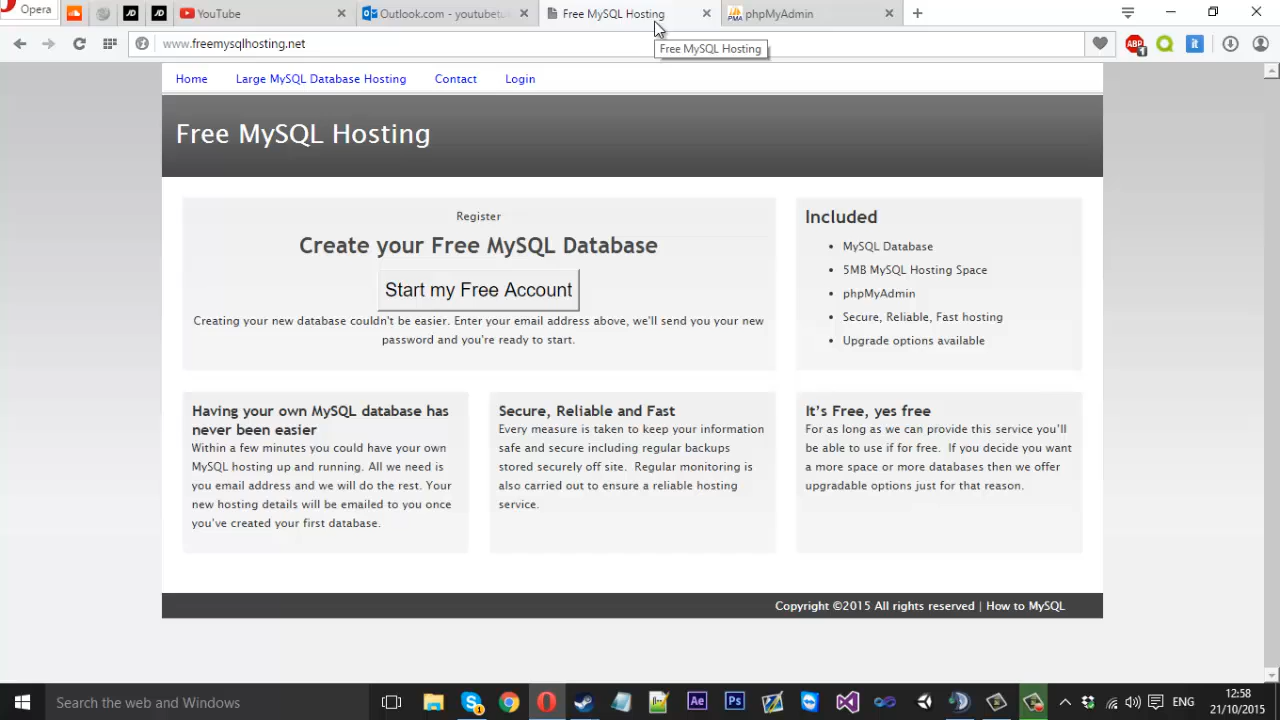 Opera
YouTube
Outlook.com - youtubetu
Free MySQL Hosting
phpMyAdmin
www.freemysqlhosting.net
Free MySQL Hosting
Home
Large MySQL Database Hosting
Contact
Login
Free MySQL Hosting
Register
Create your Free MySQL Database
Start my Free Account
Creating your new database couldn't be easier. Enter your email address above, we'll send you your new
password and you're ready to start.
Included
• MySQL Database
• 5MB MySQL Hosting Space
• phpMyAdmin
• Secure, Reliable, Fast hosting
• Upgrade options available
Having your own MySQL database has
never been easier
Within a few minutes you could have your own
MySQL hosting up and running. All we need is
you email address and we will do the rest. Your
new hosting details will be emailed to you once
you've created your first database.
Secure, Reliable and Fast
Every measure is taken to keep your information
safe and secure including regular backups
stored securely off site. Regular monitoring is
also carried out to ensure a reliable hosting
service.
It's Free, yes free
For as long as we can provide this service you'll
be able to use if for free. If you decide you want
a more space or more databases then we offer
upgradable options just for that reason.
Copyright ©2015 All rights reserved | How to MySQL
Search the web and Windows
ENG
12:58
21/10/2015